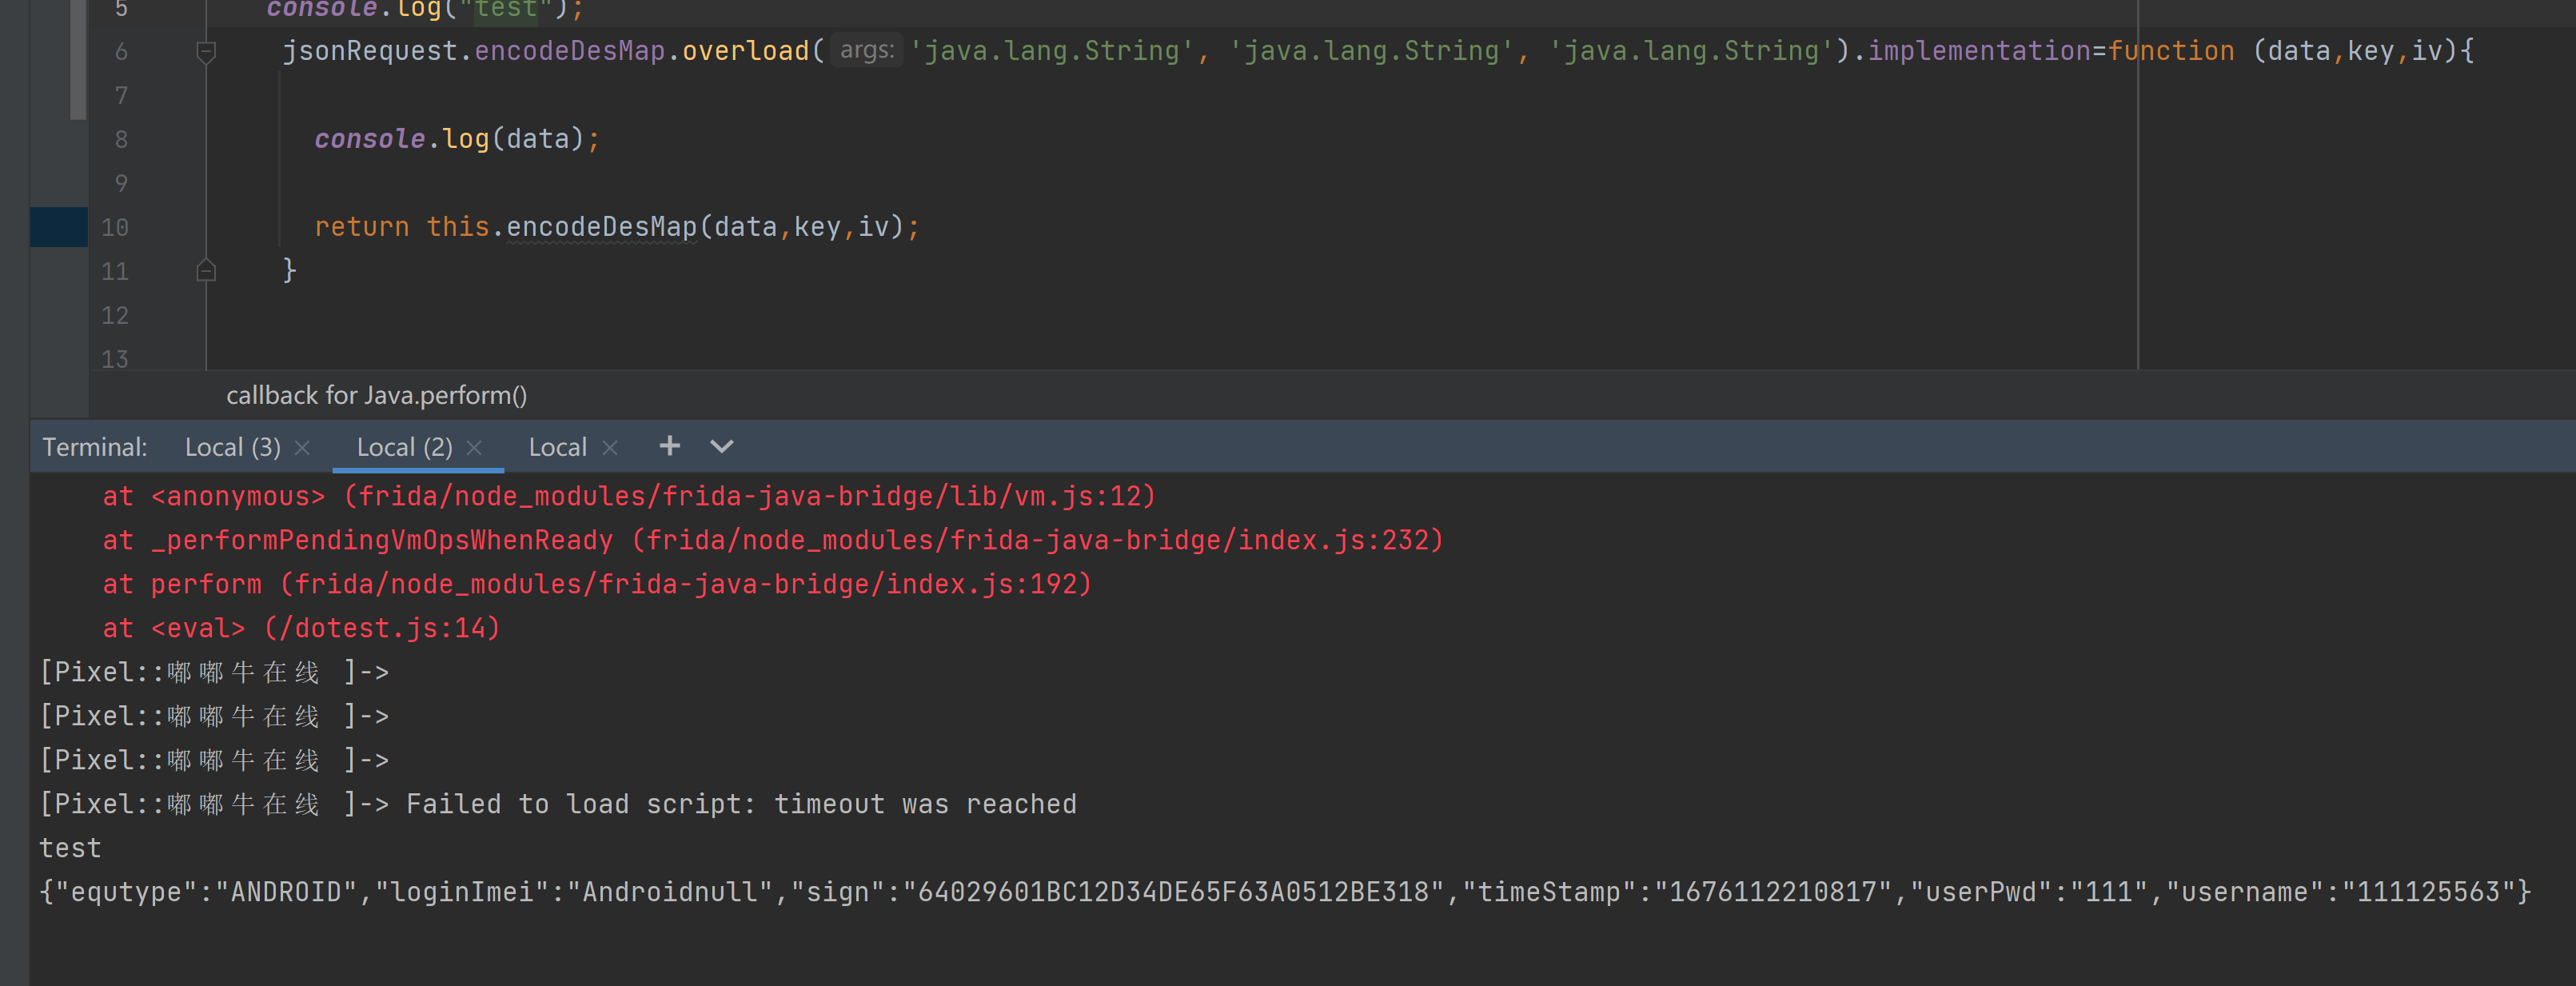 5 console.log("test");
6 jsonRequest.encodeDesMap.overload( args: 'java.lang.String', 'java.lang.String', 'java.lang.String').implementation=function (data,key,iv){
7
8 console.log(data);
9
10 return this.encodeDesMap(data,key,iv);
11 }
12
13
callback for Java.perform()
Terminal: Local (3) × Local (2) × Local × +
at <anonymous> (frida/node_modules/frida-java-bridge/lib/vm.js:12)
at _performPendingVmOpsWhenReady (frida/node_modules/frida-java-bridge/index.js:232)
at perform (frida/node_modules/frida-java-bridge/index.js:192)
at <eval> (/dotest.js:14)
[Pixel::嘟嘟牛在线 ]->
[Pixel::嘟嘟牛在线 ]->
[Pixel::嘟嘟牛在线 ]->
[Pixel::嘟嘟牛在线 ]-> Failed to load script: timeout was reached
test
{"equtype":"ANDROID","loginImei":"Androidnull","sign":"64029601BC12D34DE65F63A0512BE318","timeStamp":"1676112210817","userPwd":"111","username":"111125563"}